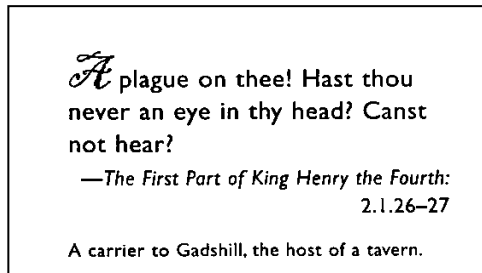 A plague on thee! Hast thou
never an eye in thy head? Canst
not hear?
—The First Part of King Henry the Fourth:
2.1.26–27
A carrier to Gadshill, the host of a tavern.